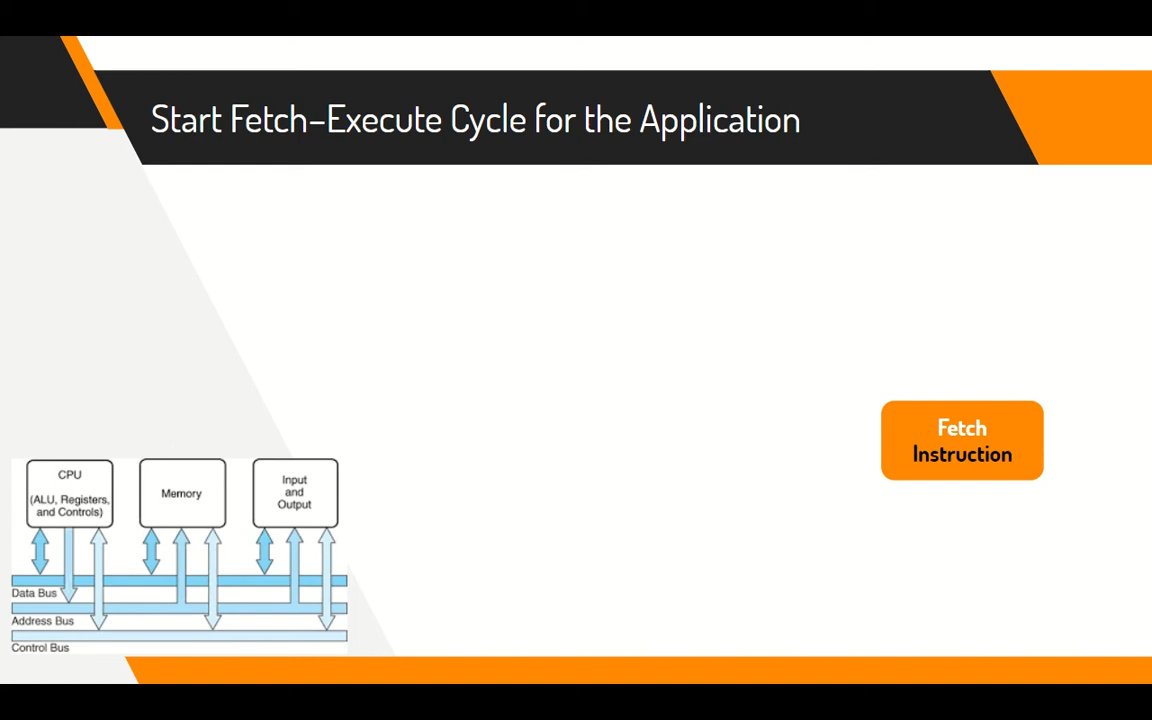 Start Fetch–Execute Cycle for the Application
Fetch
Instruction
CPU
(ALU, Registers,
and Controls)
Memory
Input
and
Output
Data Bus
Address Bus
Control Bus